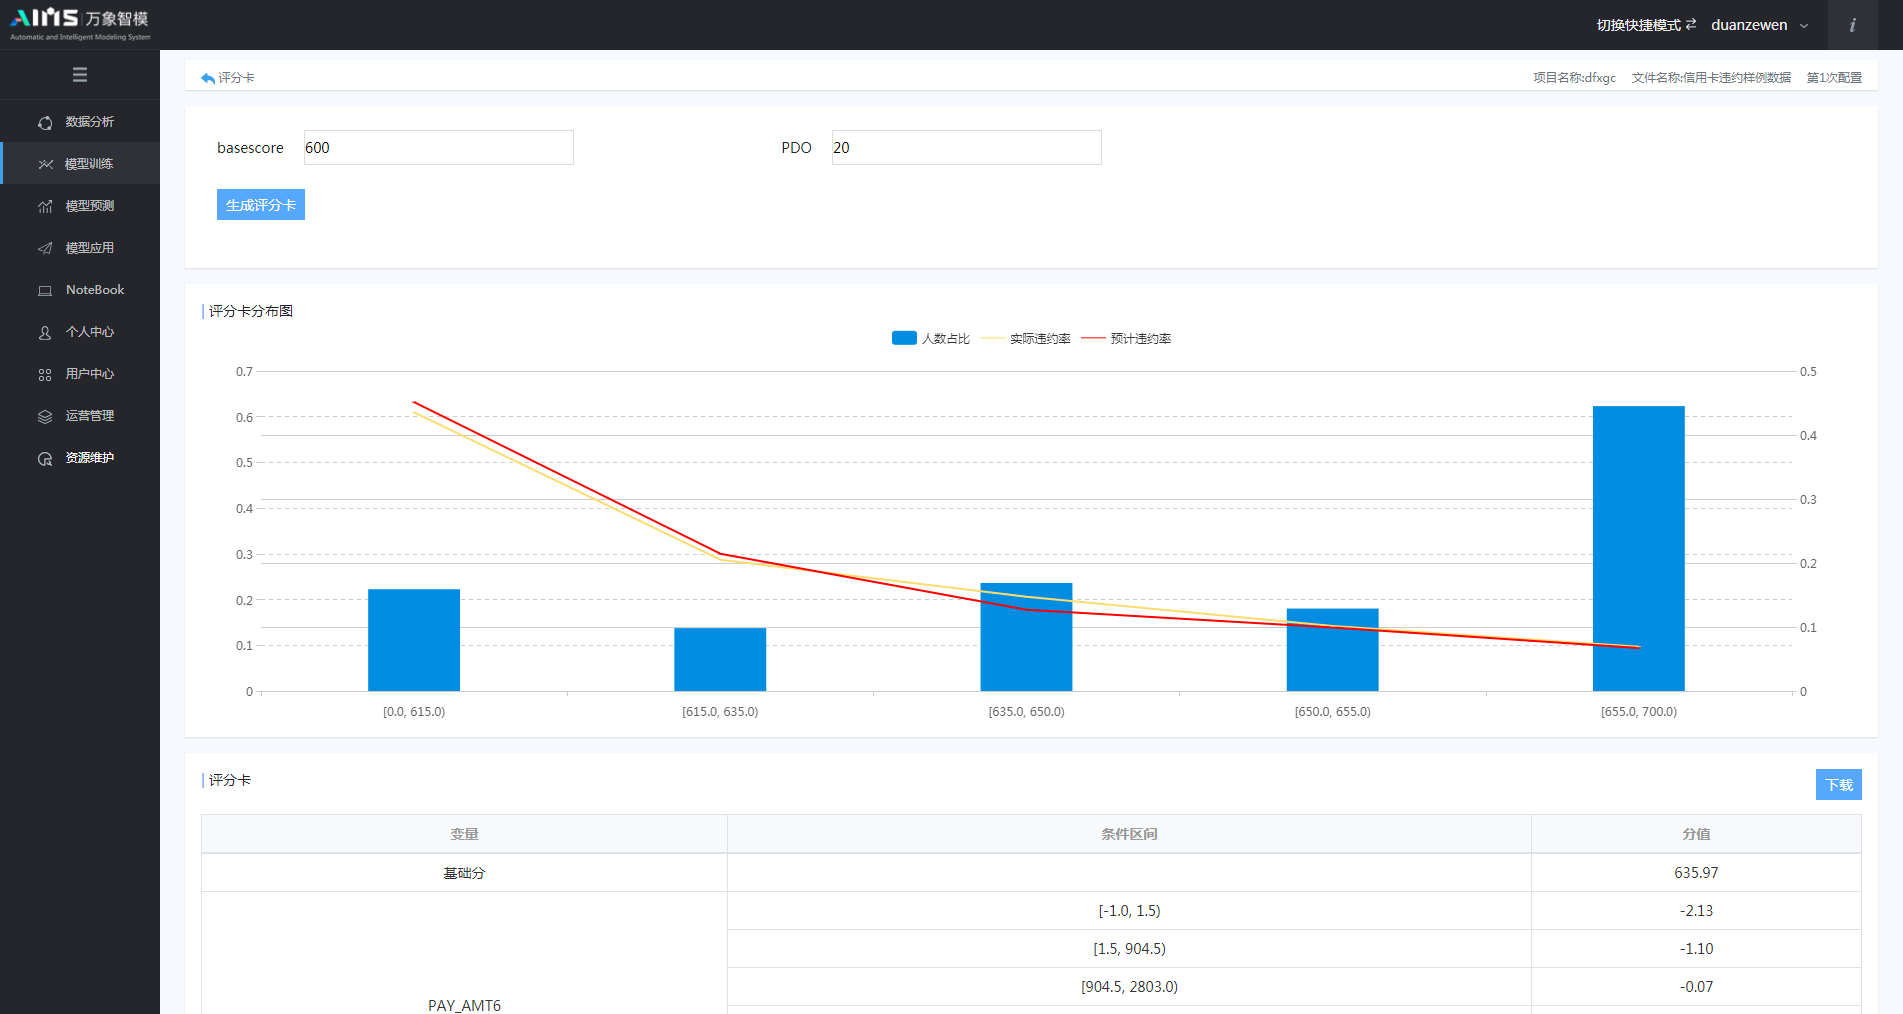 AIMS 万象智模
Automatic and Intelligent Modeling System
切换快捷模式 duanzewen i
数据分析
模型训练
模型预测
模型应用
NoteBook
个人中心
用户中心
运营管理
资源维护
评分卡 项目名称:dfxgc 文件名称:信用卡违约样例数据 第1次配置
basescore 600 PDO 20
生成评分卡
评分卡分布图
人数占比 实际违约率 预计违约率
0.7 0.5
0.6
0.4
0.5
0.3
0.4
0.3
0.2
0.2
0.1
0.1
0 0
[0.0, 615.0) [615.0, 635.0) [635.0, 650.0) [650.0, 655.0) [655.0, 700.0)
评分卡 下载
变量 条件区间 分值
基础分 635.97
[-1.0, 1.5) -2.13
[1.5, 904.5) -1.10
[904.5, 2803.0) -0.07
PAY_AMT6